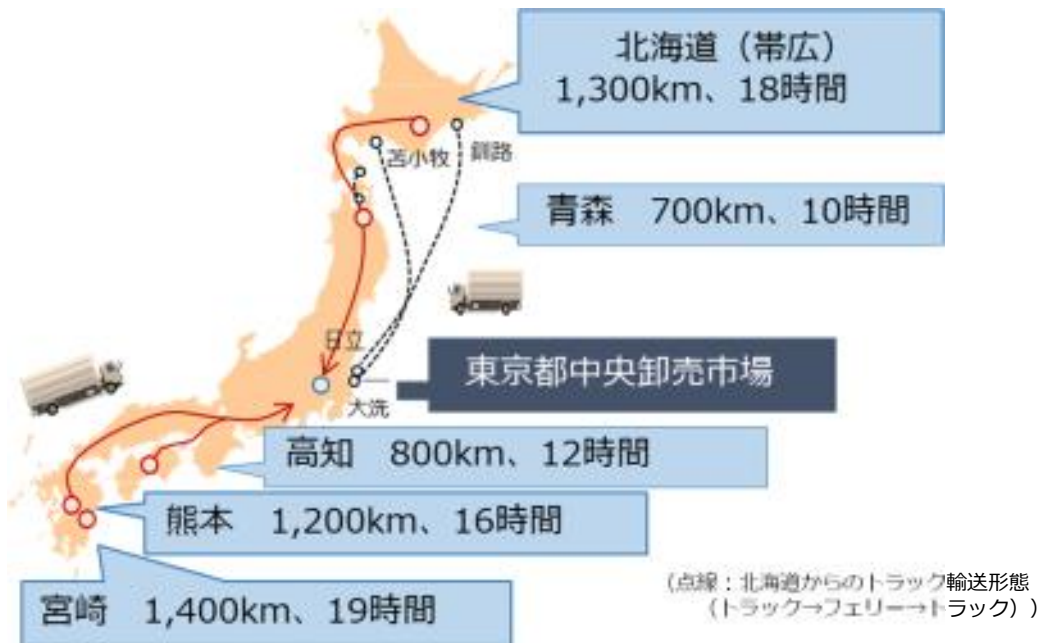 北海道（帯広）
1,300km、18時間
苫小牧
釧路
青森　700km、10時間
日立
東京都中央卸売市場
大洗
高知　800km、12時間
熊本　1,200km、16時間
宮崎　1,400km、19時間
（点線：北海道からのトラック輸送形態
（トラック→フェリー→トラック））